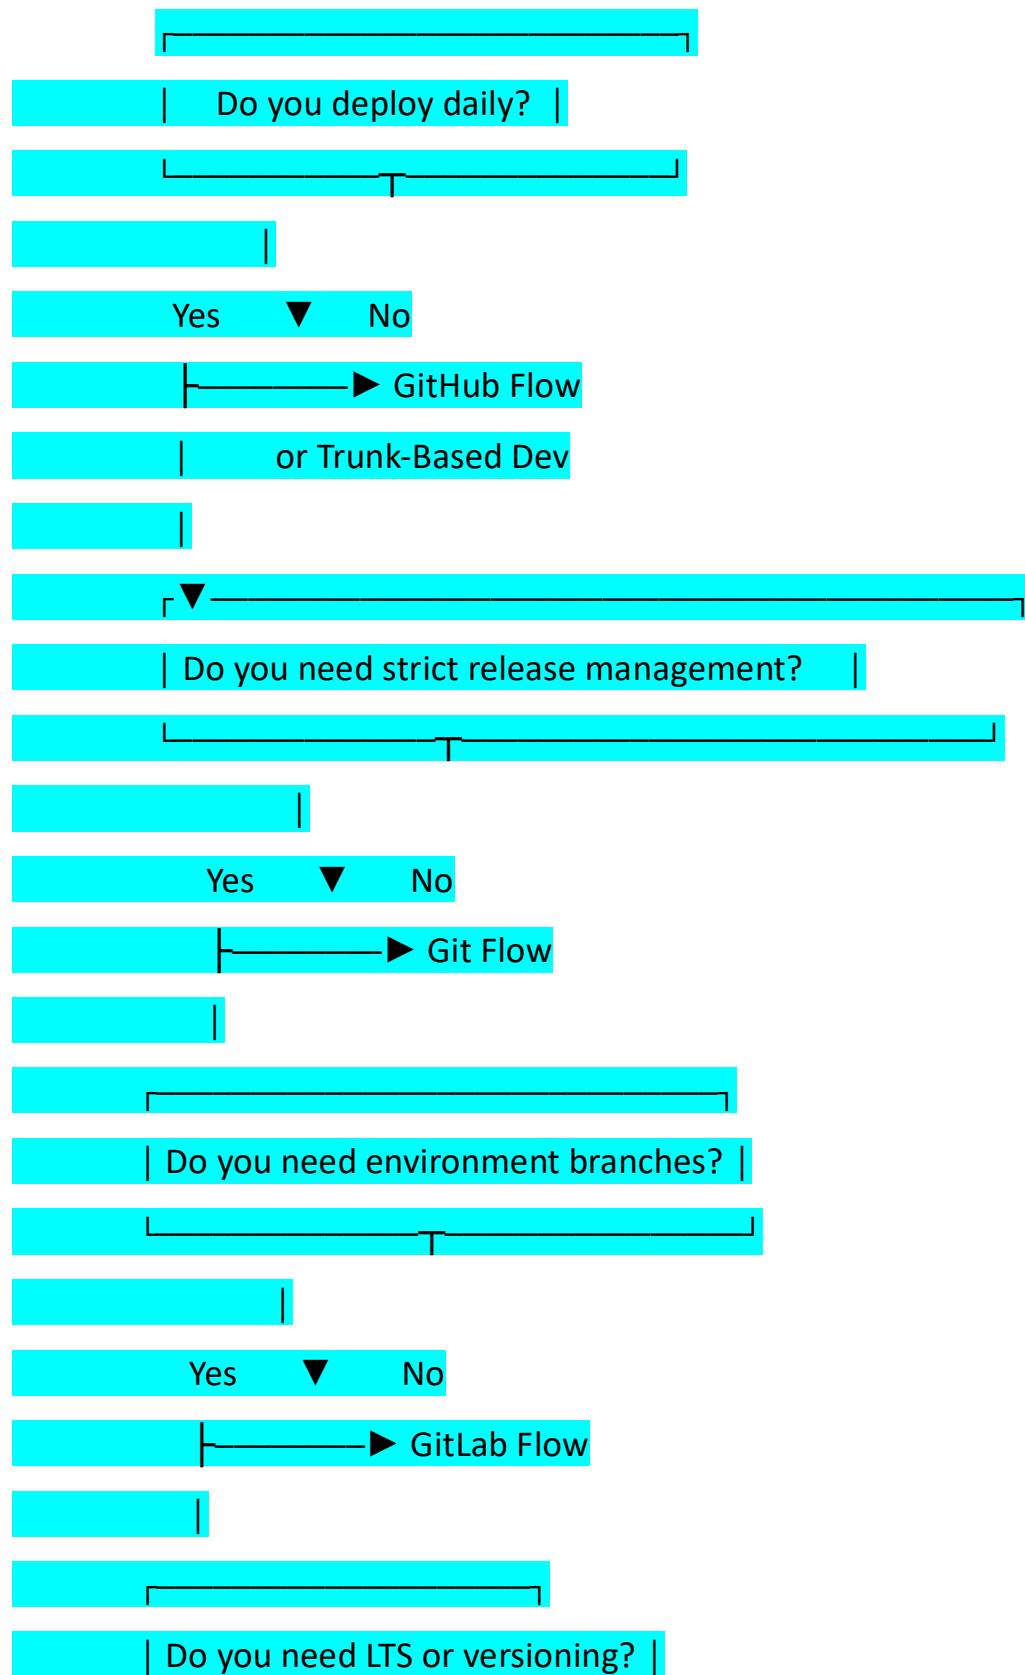 ┌────────────────────────────┐
│ Do you deploy daily? │
└────────────┬───────────────┘
│
Yes ▼ No
├────────► GitHub Flow
│ or Trunk-Based Dev
│
┌▼───────────────────────────────────────────┐
│ Do you need strict release management? │
└───────────────┬─────────────────────────────┘
│
Yes ▼ No
├────────► Git Flow
│
┌───────────────────────────────┐
│ Do you need environment branches? │
└───────────────┬─────────────────┘
│
Yes ▼ No
├────────► GitLab Flow
│
┌─────────────────────┐
│ Do you need LTS or versioning? │